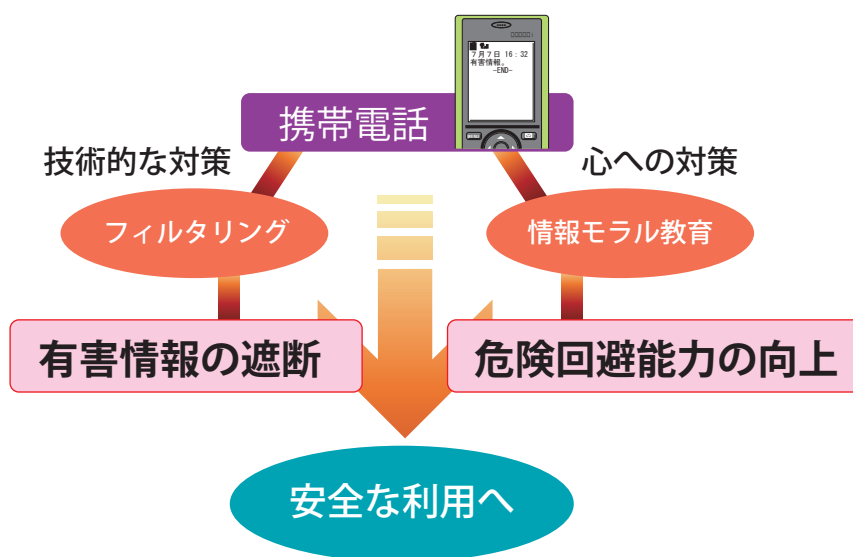 7月7日 16:32
有害情報。
-END-
MENU
携帯電話
技術的な対策
心への対策
フィルタリング
情報モラル教育
有害情報の遮断
危険回避能力の向上
安全な利用へ